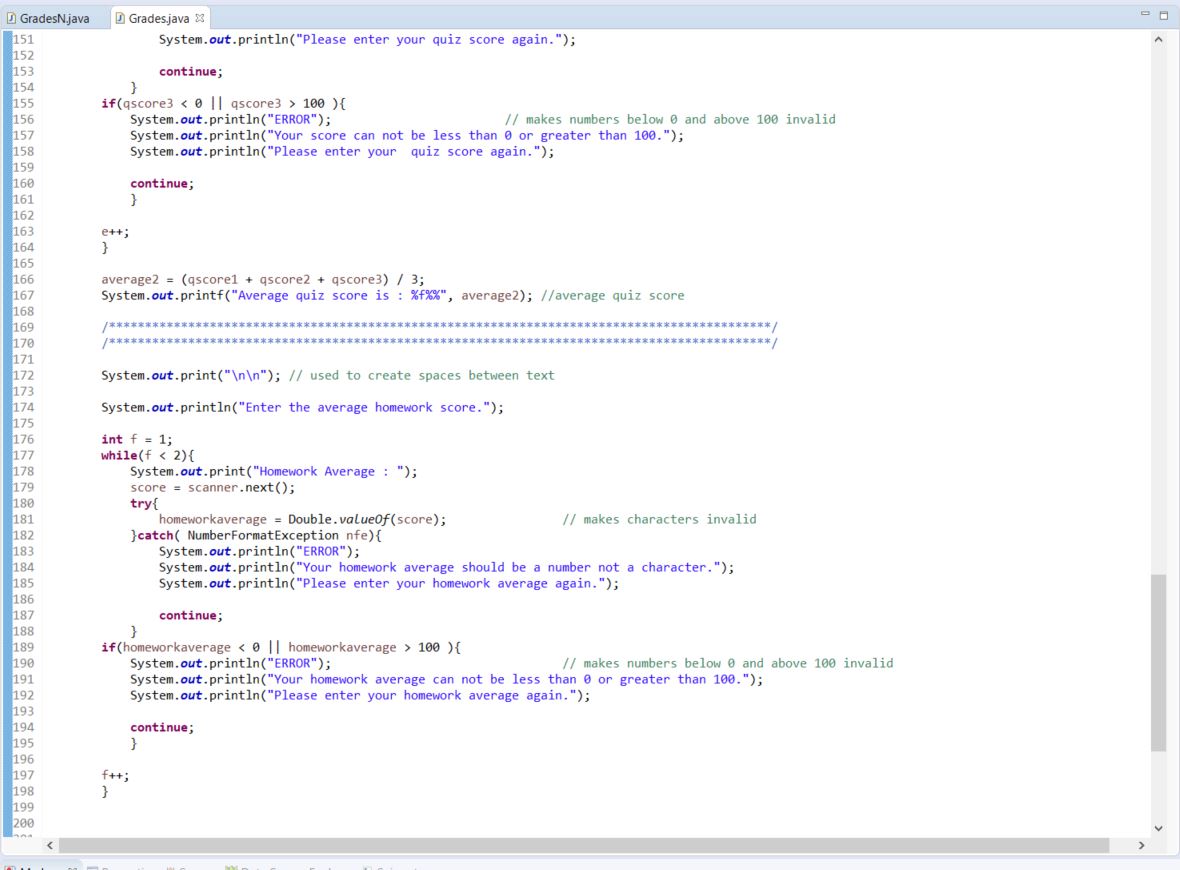 GradesN.java Grades.java
151 System.out.println("Please enter your quiz score again.");
152
153 continue;
154 }
155 if(qscore3 < 0 || qscore3 > 100 ){
156 System.out.println("ERROR"); // makes numbers below 0 and above 100 invalid
157 System.out.println("Your score can not be less than 0 or greater than 100.");
158 System.out.println("Please enter your  quiz score again.");
159
160 continue;
161 }
162
163 e++;
164 }
165
166 average2 = (qscore1 + qscore2 + qscore3) / 3;
167 System.out.printf("Average quiz score is : %f%%", average2); //average quiz score
168
169 /********************************************************************************************/
170 /********************************************************************************************/
171
172 System.out.print("\n\n"); // used to create spaces between text
173
174 System.out.println("Enter the average homework score.");
175
176 int f = 1;
177 while(f < 2){
178 System.out.print("Homework Average : ");
179 score = scanner.next();
180 try{
181 homeworkaverage = Double.valueOf(score); // makes characters invalid
182 }catch( NumberFormatException nfe){
183 System.out.println("ERROR");
184 System.out.println("Your homework average should be a number not a character.");
185 System.out.println("Please enter your homework average again.");
186
187 continue;
188 }
189 if(homeworkaverage < 0 || homeworkaverage > 100 ){
190 System.out.println("ERROR"); // makes numbers below 0 and above 100 invalid
191 System.out.println("Your homework average can not be less than 0 or greater than 100.");
192 System.out.println("Please enter your homework average again.");
193
194 continue;
195 }
196
197 f++;
198 }
199
200